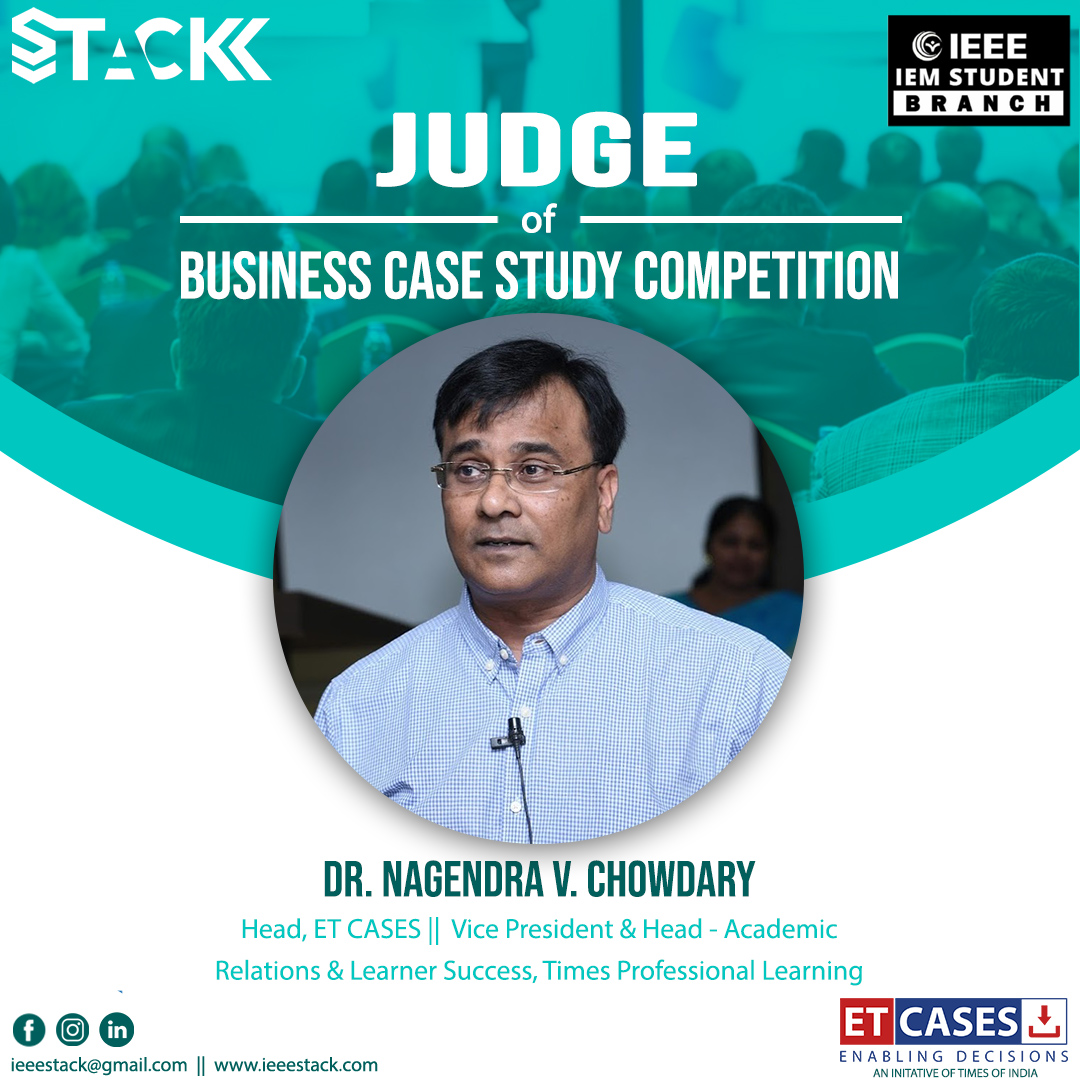 STACK
IEEE
IEM STUDENT
BRANCH
JUDGE
of
BUSINESS CASE STUDY COMPETITION
DR. NAGENDRA V. CHOWDARY
Head, ET CASES || Vice President & Head - Academic
Relations & Learner Success, Times Professional Learning
ieeestack@gmail.com || www.ieeestack.com
ET CASES
ENABLING DECISIONS
AN INITATIVE OF TIMES OF INDIA